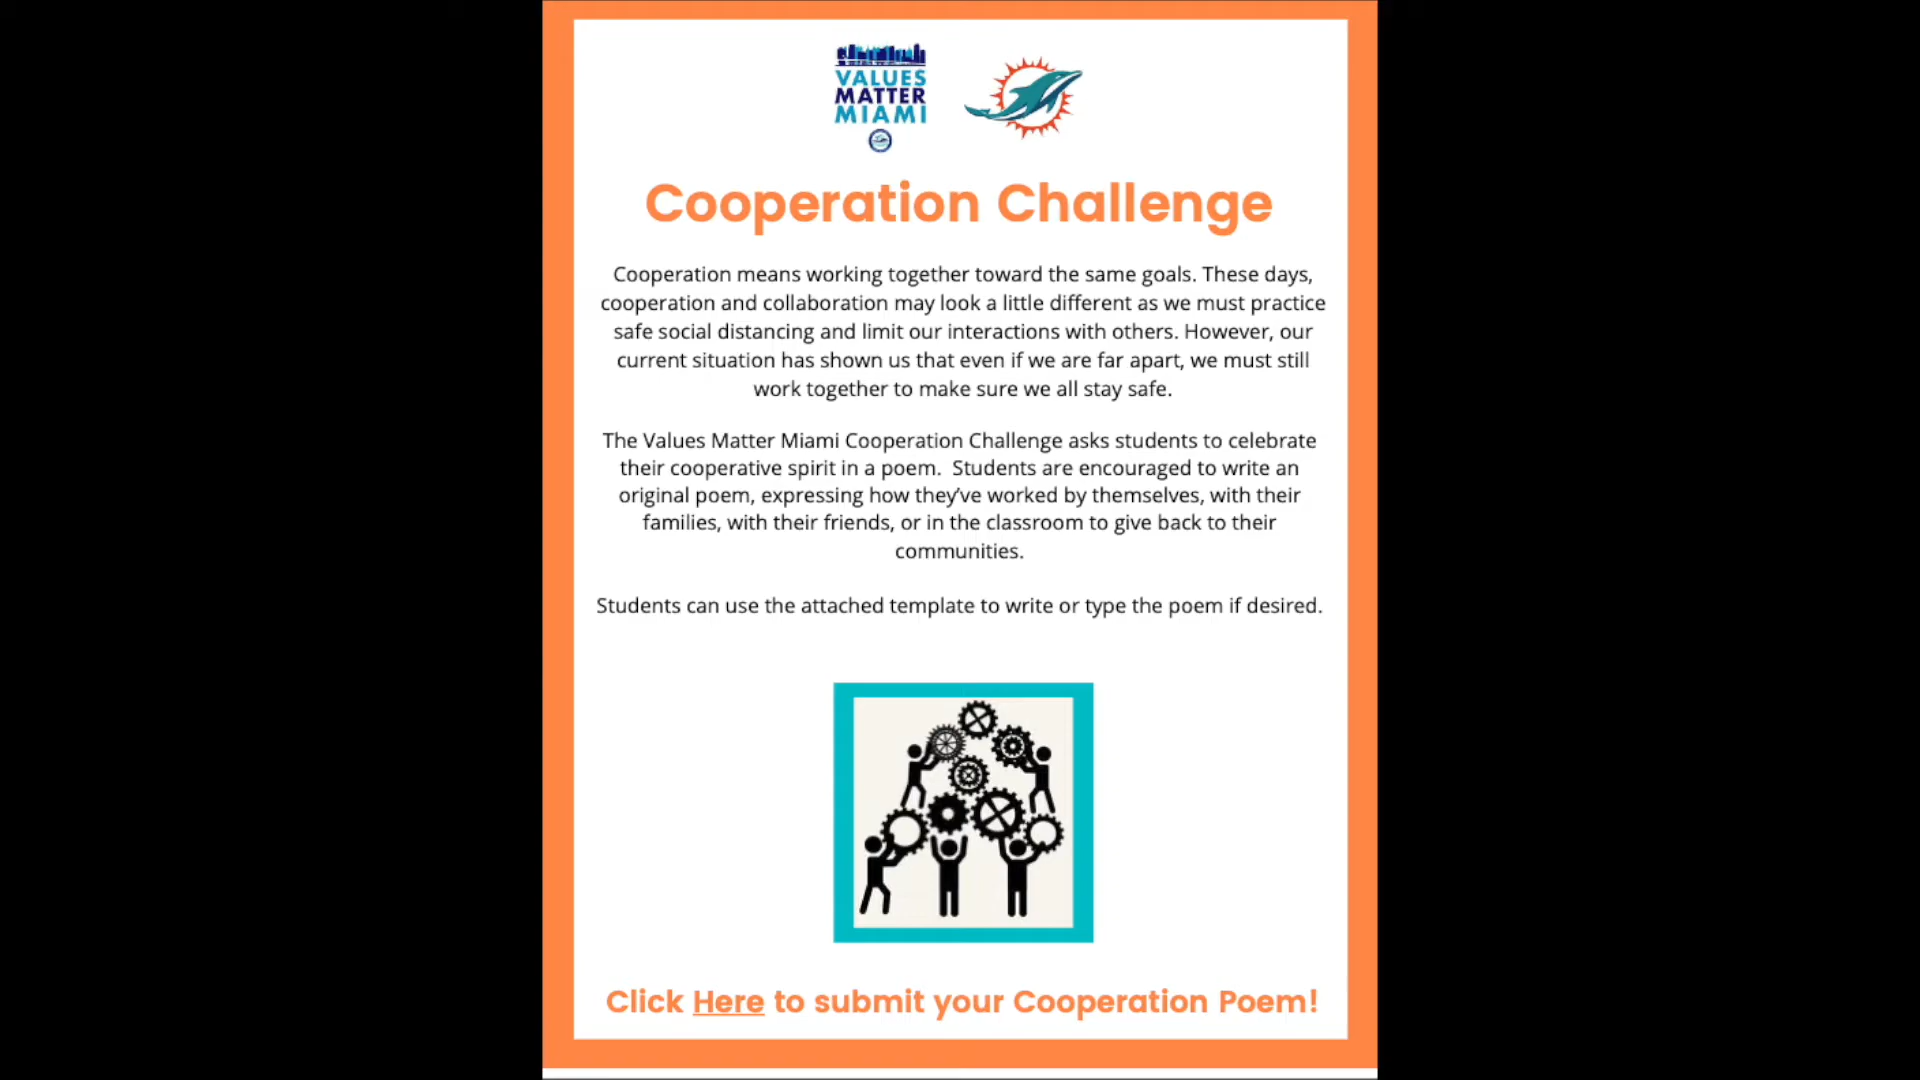 VALUES
MATTER
MIAMI
Cooperation Challenge
Cooperation means working together toward the same goals. These days,
cooperation and collaboration may look a little different as we must practice
safe social distancing and limit our interactions with others. However, our
current situation has shown us that even if we are far apart, we must still
work together to make sure we all stay safe.
The Values Matter Miami Cooperation Challenge asks students to celebrate
their cooperative spirit in a poem.  Students are encouraged to write an
original poem, expressing how they’ve worked by themselves, with their
families, with their friends, or in the classroom to give back to their
communities.
Students can use the attached template to write or type the poem if desired.
Click Here to submit your Cooperation Poem!